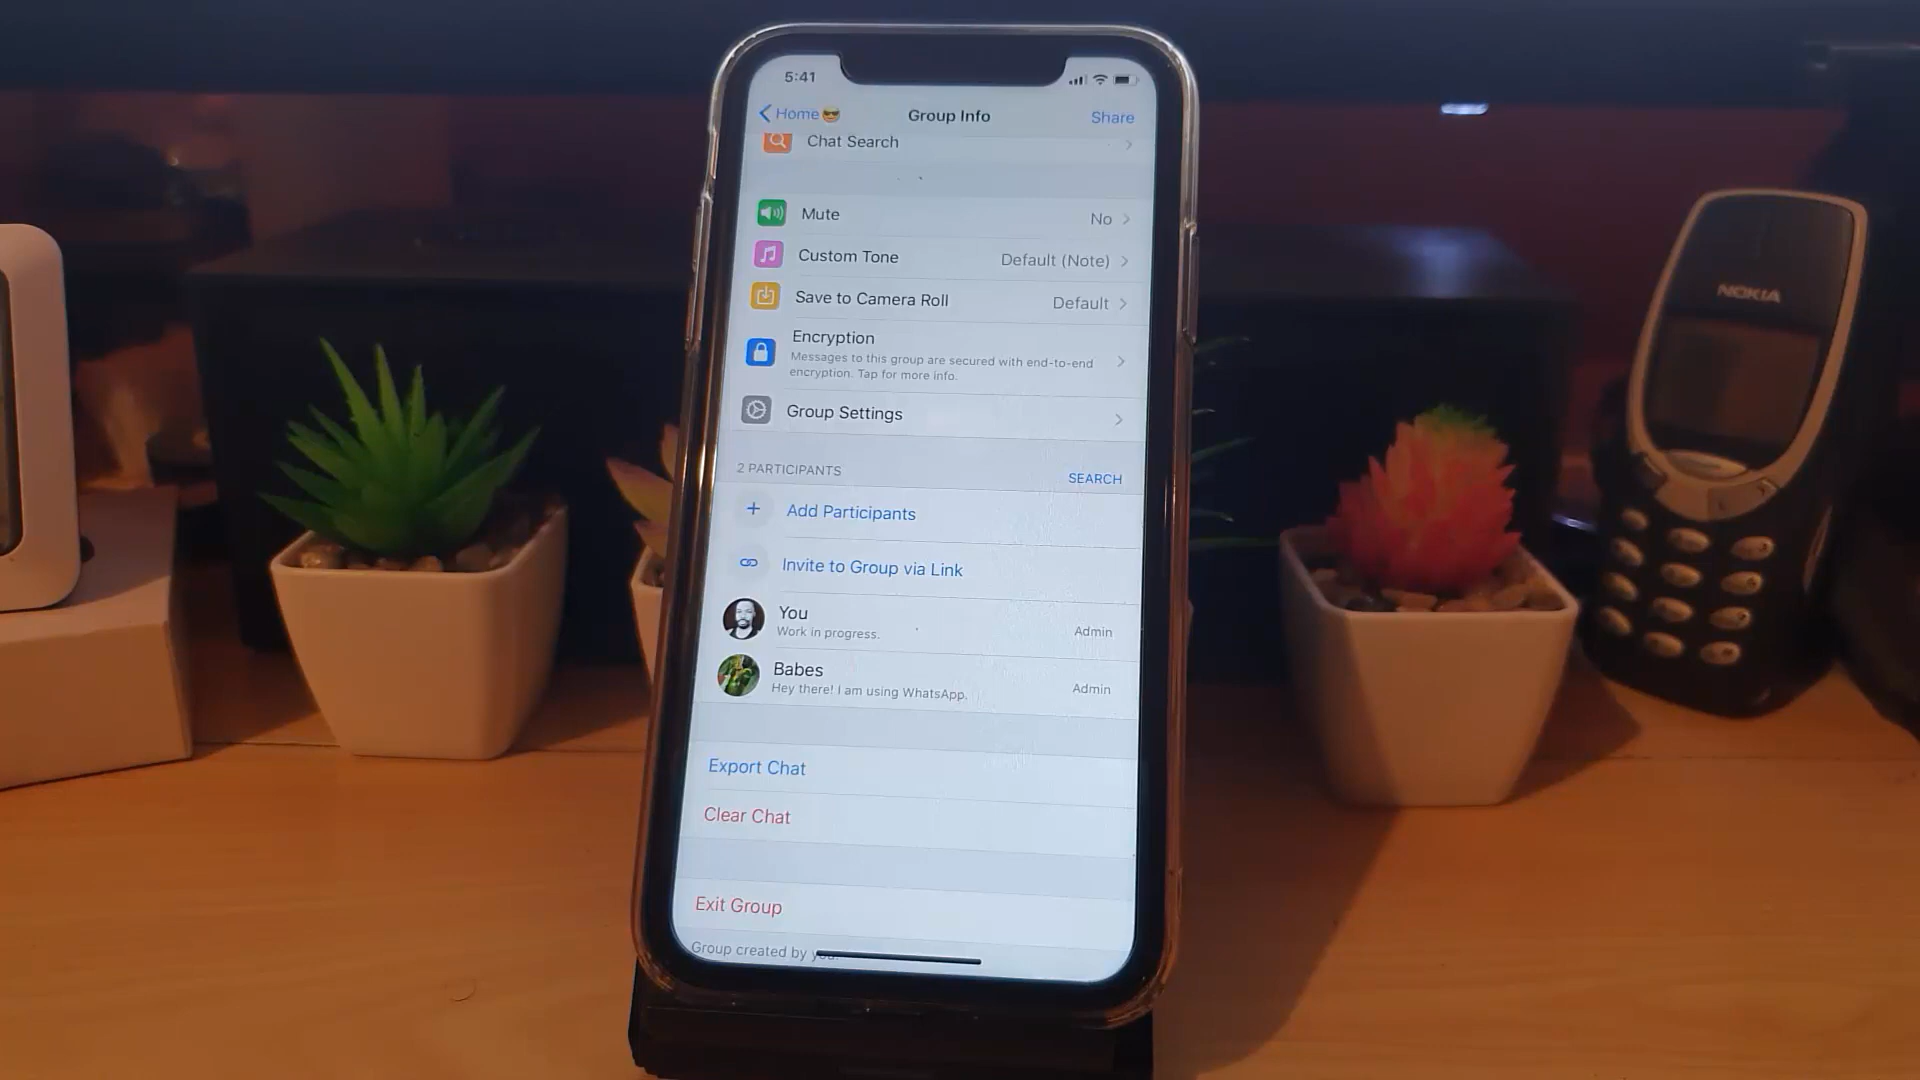 5:41
Home😎 Group Info Share
Chat Search
Mute No
Custom Tone Default (Note)
Save to Camera Roll Default
Encryption
Messages to this group are secured with end-to-end
encryption. Tap for more info.
Group Settings
2 PARTICIPANTS SEARCH
Add Participants
Invite to Group via Link
You
Work in progress. Admin
Babes
Hey there! I am using WhatsApp. Admin
Export Chat
Clear Chat
Exit Group
Group created by you.
NOKIA